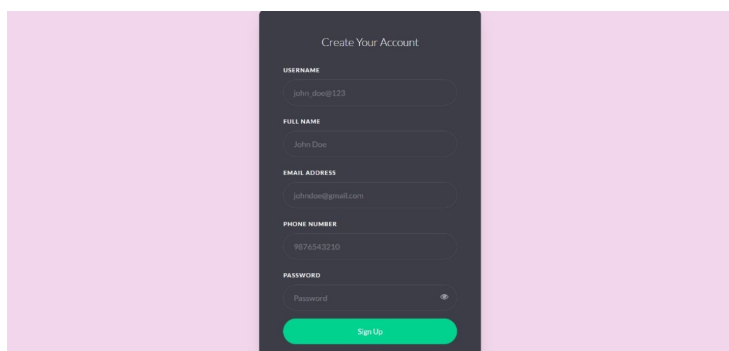 Create Your Account
USERNAME
john_doe@123
FULL NAME
John Doe
EMAIL ADDRESS
johndoe@gmail.com
PHONE NUMBER
9876543210
PASSWORD
Password
Sign Up